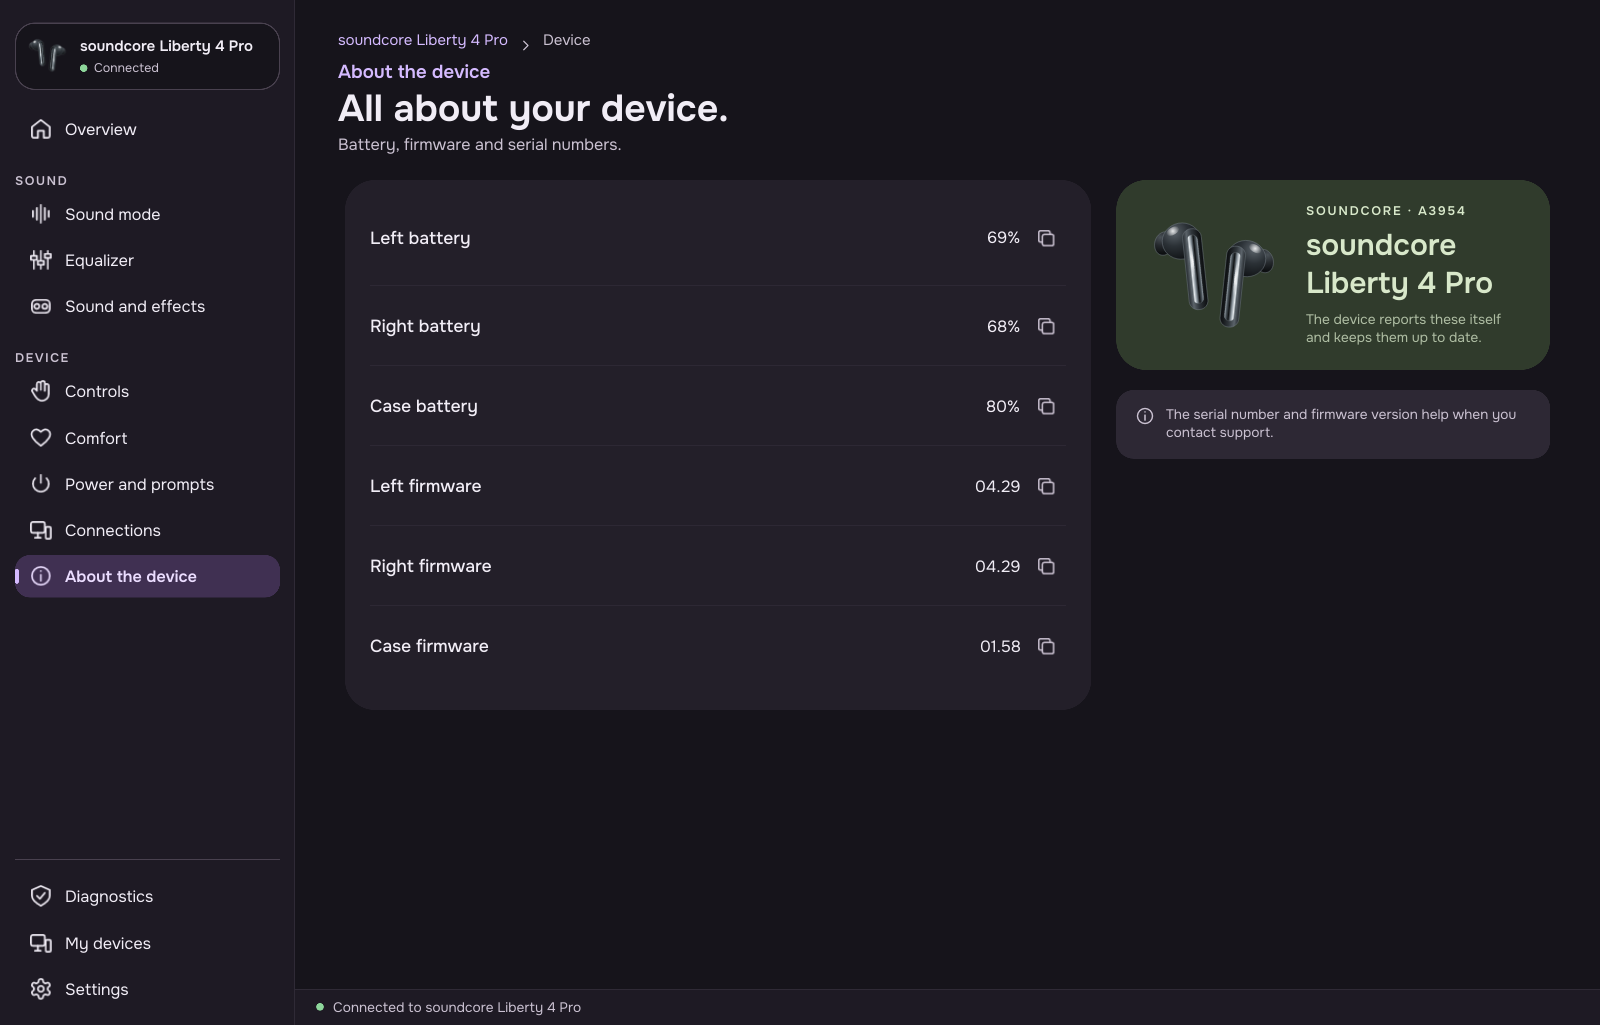 soundcore Liberty 4 Pro
Connected
Overview
SOUND
Sound mode
Equalizer
Sound and effects
DEVICE
Controls
Comfort
Power and prompts
Connections
About the device
Diagnostics
My devices
Settings
soundcore Liberty 4 Pro > Device
About the device
All about your device.
Battery, firmware and serial numbers.
Left battery 69%
Right battery 68%
Case battery 80%
Left firmware 04.29
Right firmware 04.29
Case firmware 01.58
SOUNDCORE · A3954
soundcore
Liberty 4 Pro
The device reports these itself
and keeps them up to date.
The serial number and firmware version help when you
contact support.
Connected to soundcore Liberty 4 Pro